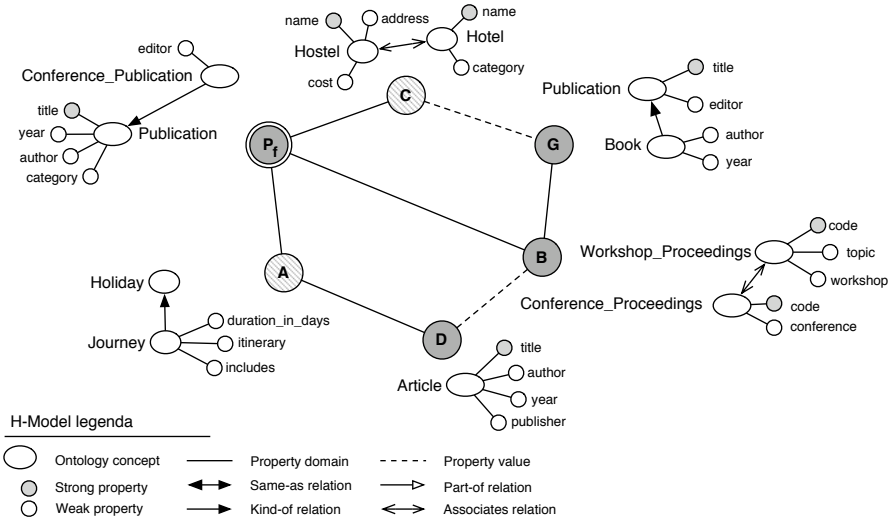 name
address
name
Hostel
Hotel
cost
category
editor
Conference_Publication
title
year
Publication
author
category
Publication
title
editor
Book
author
year
C
P f
G
A
B
D
Workshop_Proceedings
code
topic
workshop
Conference_Proceedings
code
conference
Holiday
Journey
duration_in_days
itinerary
includes
Article
title
author
year
publisher
H-Model legenda
Ontology concept
Property domain
Property value
Strong property
Same-as relation
Part-of relation
Weak property
Kind-of relation
Associates relation